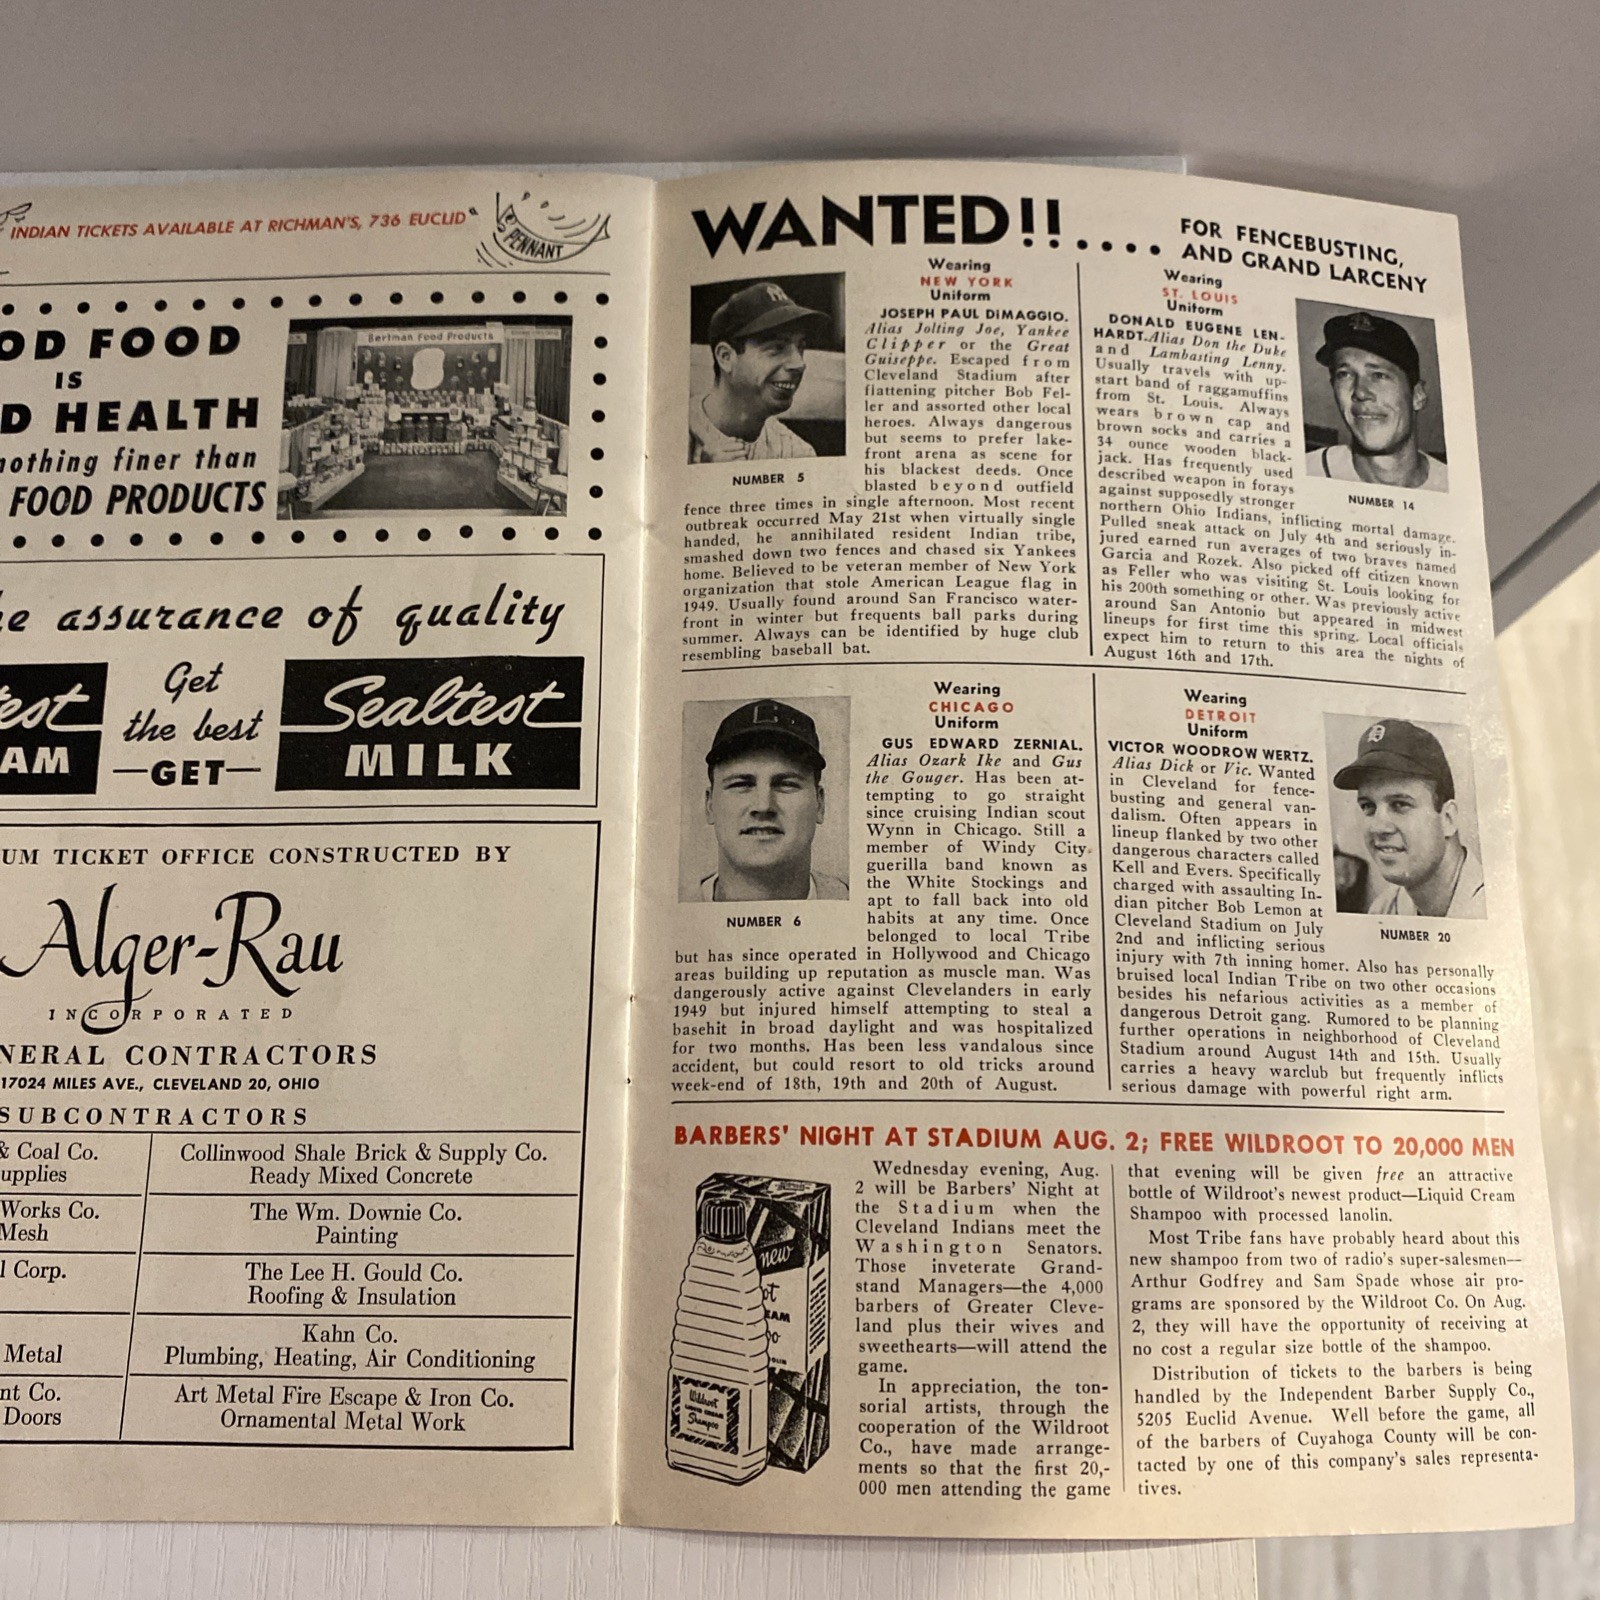 INDIAN TICKETS AVAILABLE AT RICHMAN'S, 736 EUCLID
PENNANT
OD FOOD
IS
D HEALTH
nothing finer than
FOOD PRODUCTS
Bertman Food Products
he assurance of quality
est
AM
Get
the best
—GET—
Sealtest
MILK
UM TICKET OFFICE CONSTRUCTED BY
Alger-Rau
INCORPORATED
NERAL CONTRACTORS
17024 MILES AVE., CLEVELAND 20, OHIO
SUBCONTRACTORS
& Coal Co.
upplies
Works Co.
Mesh
l Corp.
Metal
nt Co.
Doors
Collinwood Shale Brick & Supply Co.
Ready Mixed Concrete
The Wm. Downie Co.
Painting
The Lee H. Gould Co.
Roofing & Insulation
Kahn Co.
Plumbing, Heating, Air Conditioning
Art Metal Fire Escape & Iron Co.
Ornamental Metal Work
WANTED!!....
FOR FENCEBUSTING,
AND GRAND LARCENY
Wearing
NEW YORK
Uniform
NUMBER 5
JOSEPH PAUL DiMAGGIO.
Alias Jolting Joe, Yankee
Clipper or the Great
Guiseppe. Escaped from
Cleveland Stadium after
flattening pitcher Bob Fel-
ler and assorted other local
heroes. Always dangerous
but seems to prefer lake-
front arena as scene for
his blackest deeds. Once
blasted beyond outfield
fence three times in single afternoon. Most recent
outbreak occurred May 21st when virtually single
handed, he annihilated resident Indian tribe,
smashed down two fences and chased six Yankees
home. Believed to be veteran member of New York
organization that stole American League flag in
1949. Usually found around San Francisco water-
front in winter but frequents ball parks during
summer. Always can be identified by huge club
resembling baseball bat.
Wearing
ST. LOUIS
Uniform
NUMBER 14
DONALD EUGENE LEN-
HARDT. Alias Don the Duke
and Lambasting Lenny.
Usually travels with up-
start band of raggamuffins
from St. Louis. Always
wears brown cap and
brown socks and carries a
34 ounce wooden black-
jack. Has frequently used
described weapon in forays
against supposedly stronger
northern Ohio Indians, inflicting mortal damage.
Pulled sneak attack on July 4th and seriously in-
jured earned run averages of two braves named
Garcia and Rozek. Also picked off citizen known
as Feller who was visiting St. Louis looking for
his 200th something or other. Was previously active
around San Antonio but appeared in midwest
lineups for first time this spring. Local officials
expect him to return to this area the nights of
August 16th and 17th.
Wearing
CHICAGO
Uniform
NUMBER 6
GUS EDWARD ZERNIAL.
Alias Ozark Ike and Gus
the Gouger. Has been at-
tempting to go straight
since cruising Indian scout
Wynn in Chicago. Still a
member of Windy City
guerilla band known as
the White Stockings and
apt to fall back into old
habits at any time. Once
belonged to local Tribe
but has since operated in Hollywood and Chicago
areas building up reputation as muscle man. Was
dangerously active against Clevelanders in early
1949 but injured himself attempting to steal a
basehit in broad daylight and was hospitalized
for two months. Has been less vandalous since
accident, but could resort to old tricks around
week-end of 18th, 19th and 20th of August.
Wearing
DETROIT
Uniform
NUMBER 20
VICTOR WOODROW WERTZ.
Alias Dick or Vic. Wanted
in Cleveland for fence-
busting and general van-
dalism. Often appears in
lineup flanked by two other
dangerous characters called
Kell and Evers. Specifically
charged with assaulting In-
dian pitcher Bob Lemon at
Cleveland Stadium on July
2nd and inflicting serious
injury with 7th inning homer. Also has personally
bruised local Indian Tribe on two other occasions
besides his nefarious activities as a member of
dangerous Detroit gang. Rumored to be planning
further operations in neighborhood of Cleveland
Stadium around August 14th and 15th. Usually
carries a heavy warclub but frequently inflicts
serious damage with powerful right arm.
BARBERS' NIGHT AT STADIUM AUG. 2; FREE WILDROOT TO 20,000 MEN
new
Wildroot
LIQUID CREAM
Shampoo
Wednesday evening, Aug.
2 will be Barbers' Night at
the Stadium when the
Cleveland Indians meet the
Washington Senators.
Those inveterate Grand-
stand Managers—the 4,000
barbers of Greater Cleve-
land plus their wives and
sweethearts—will attend the
game.
In appreciation, the ton-
sorial artists, through the
cooperation of the Wildroot
Co., have made arrange-
ments so that the first 20,-
000 men attending the game
that evening will be given free an attractive
bottle of Wildroot's newest product—Liquid Cream
Shampoo with processed lanolin.
Most Tribe fans have probably heard about this
new shampoo from two of radio's super-salesmen—
Arthur Godfrey and Sam Spade whose air pro-
grams are sponsored by the Wildroot Co. On Aug.
2, they will have the opportunity of receiving at
no cost a regular size bottle of the shampoo.
Distribution of tickets to the barbers is being
handled by the Independent Barber Supply Co.,
5205 Euclid Avenue. Well before the game, all
of the barbers of Cuyahoga County will be con-
tacted by one of this company's sales representa-
tives.